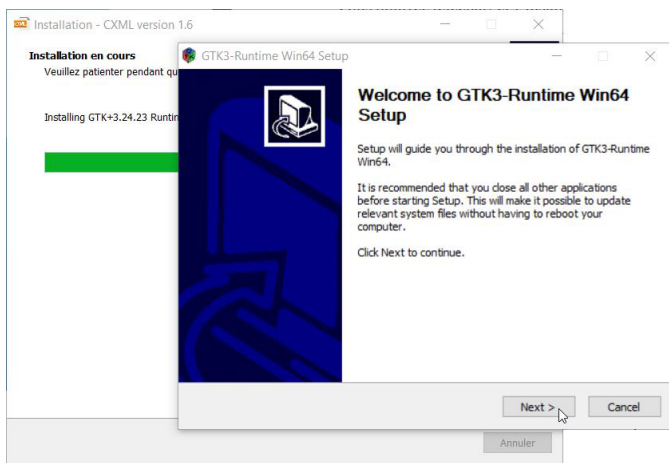 Installation - CXML version 1.6
Installation en cours
Veuillez patienter pendant
Installing GTK+3.24.23
GTK3-Runtime Win64 Setup
Welcome to GTK3-Runtime Win64
Setup
Setup will guide you through the installation of GTK3-Runtime
Win64.
It is recommended that you close all other applications
before starting Setup. This will make it possible to update
relevant system files without having to reboot your
computer.
Click Next to continue.
Next >
Cancel
Annuler